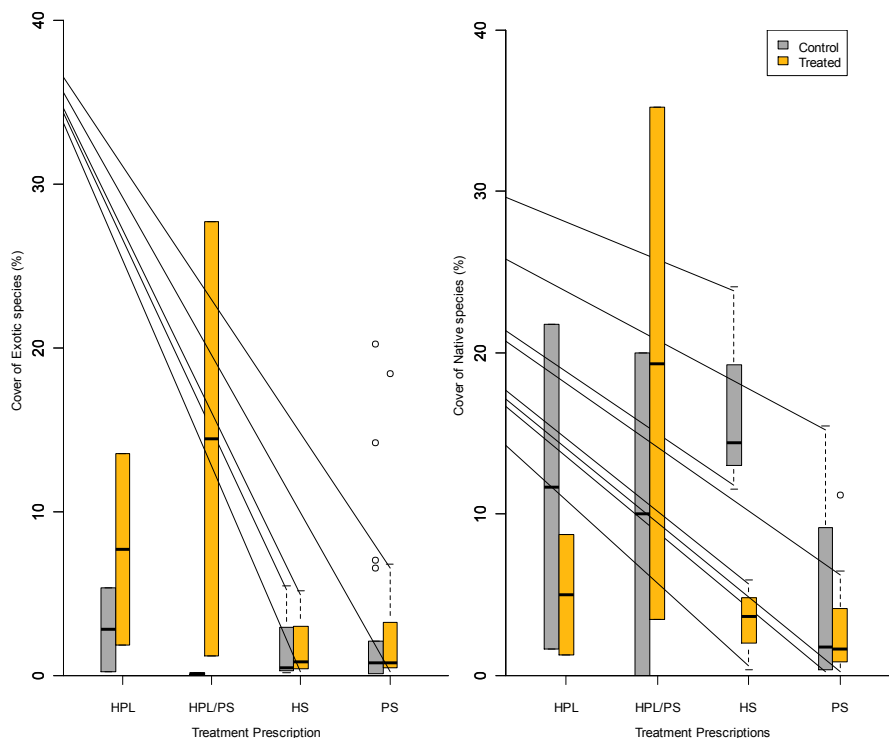 Cover of Exotic species (%)
40
30
20
10
0
HPL HPL/PS HS PS
Treatment Prescription
Cover of Native species (%)
40
30
20
10
0
HPL HPL/PS HS PS
Treatment Prescriptions
Control
Treated